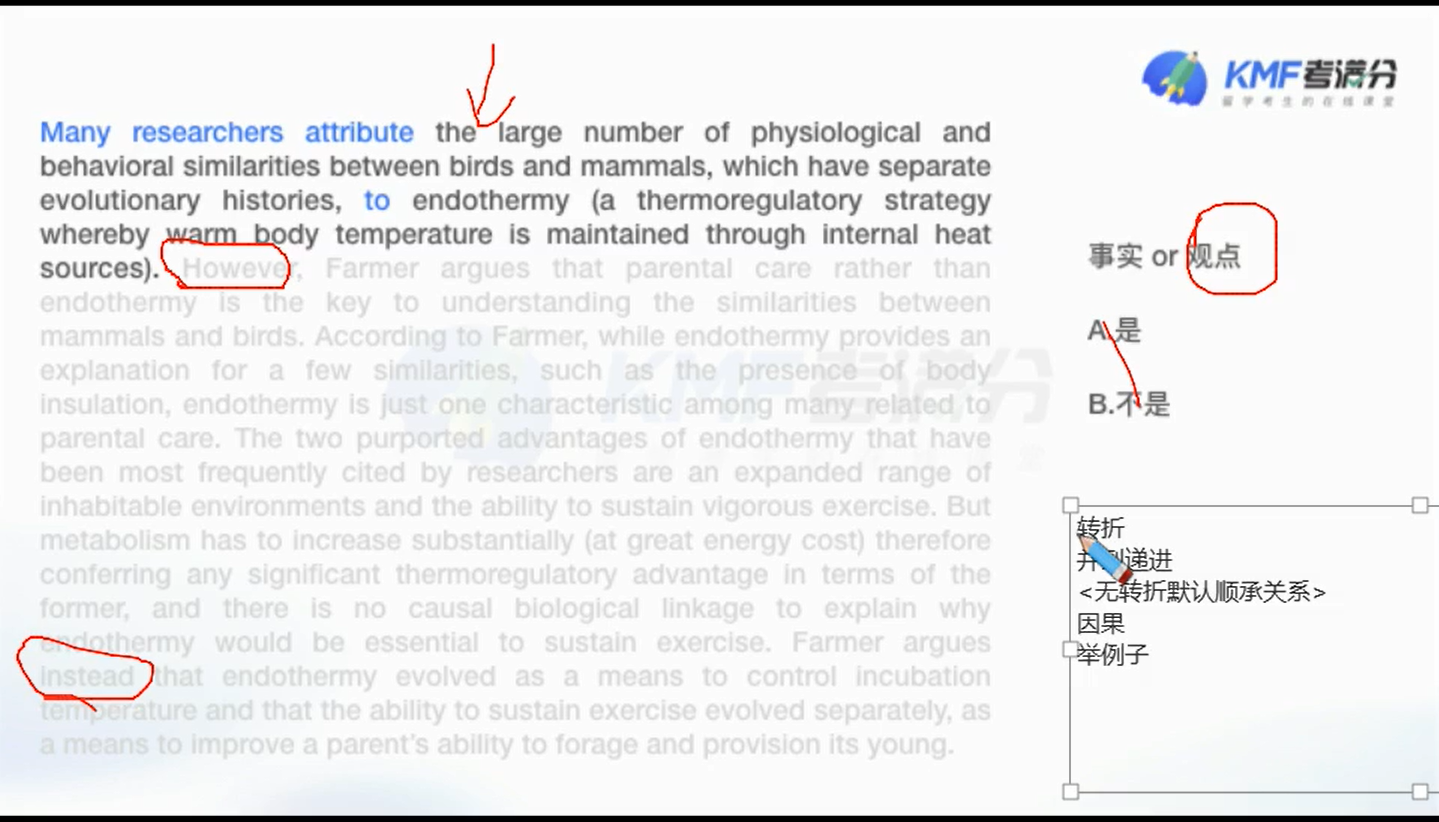 KMF考满分
留学考生的在线课堂
Many researchers attribute the large number of physiological and
behavioral similarities between birds and mammals, which have separate
evolutionary histories, to endothermy (a thermoregulatory strategy
whereby warm body temperature is maintained through internal heat
sources). However, Farmer argues that parental care rather than
endothermy is the key to understanding the similarities between
mammals and birds. According to Farmer, while endothermy provides an
explanation for a few similarities, such as the presence of body
insulation, endothermy is just one characteristic among many related to
parental care. The two purported advantages of endothermy that have
been most frequently cited by researchers are an expanded range of
inhabitable environments and the ability to sustain vigorous exercise. But
metabolism has to increase substantially (at great energy cost) therefore
conferring any significant thermoregulatory advantage in terms of the
former, and there is no causal biological linkage to explain why
endothermy would be essential to sustain exercise. Farmer argues
instead that endothermy evolved as a means to control incubation
temperature and that the ability to sustain exercise evolved separately, as
a means to improve a parent's ability to forage and provision its young.
KMF考满分
事实 or 观点
A.是
B.不是
转折
并列递进
<无转折默认顺承关系>
因果
举例子